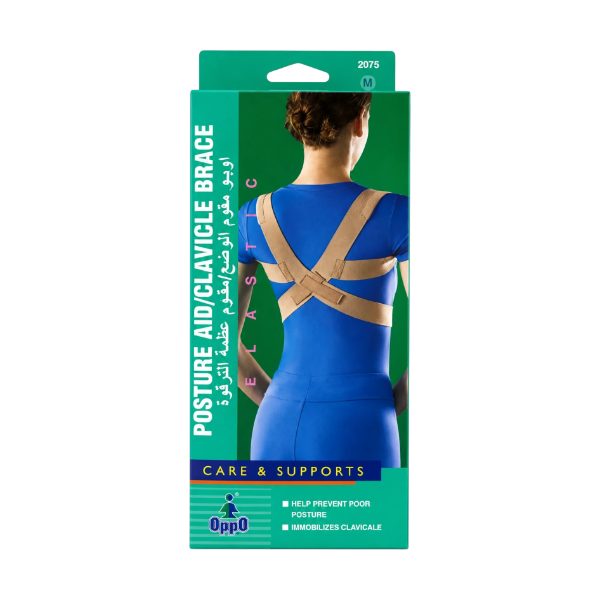 2075
M
POSTURE AID/CLAVICLE BRACE
اوبو مقوم الوضع/مقوم عظمة الترقوة
ELASTIC
CARE & SUPPORTS
OppO
®
HELP PREVENT POOR
POSTURE
IMMOBILIZES CLAVICALE